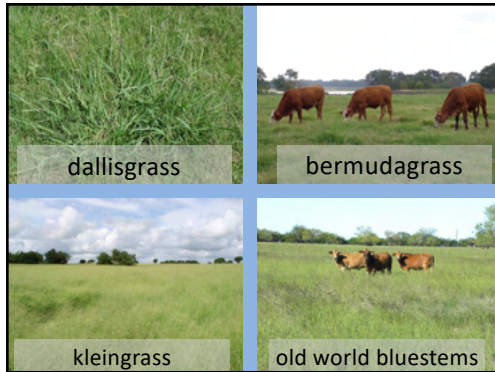 dallisgrass
bermudagrass
kleingrass
old world bluestems